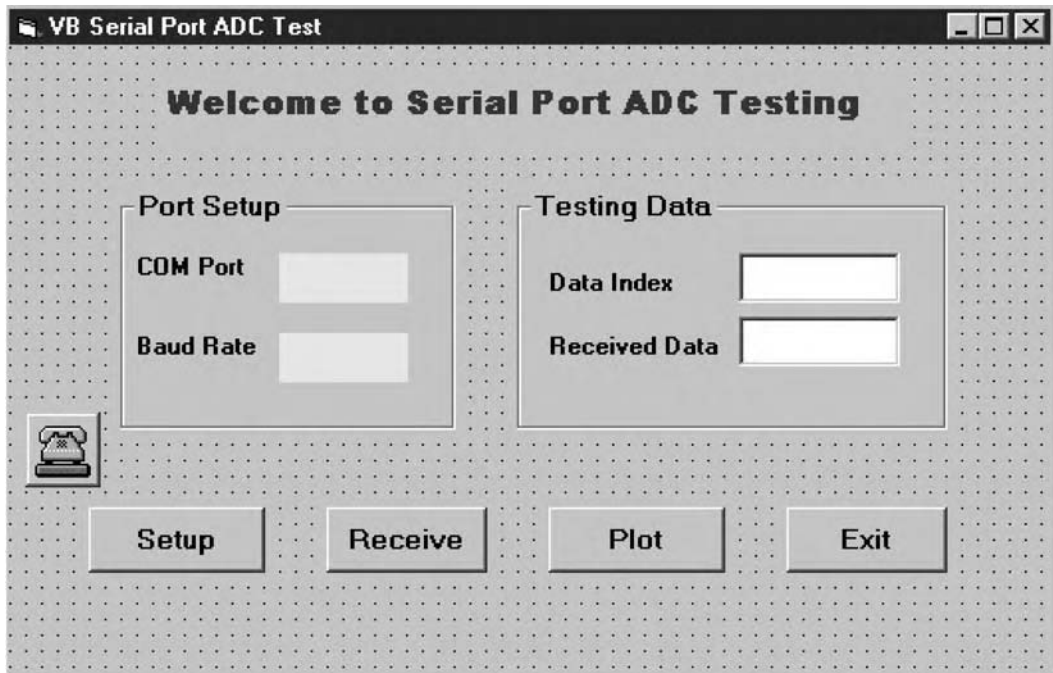 VB Serial Port ADC Test
Welcome to Serial Port ADC Testing
Port Setup
COM Port
Baud Rate
Testing Data
Data Index
Received Data
Setup
Receive
Plot
Exit